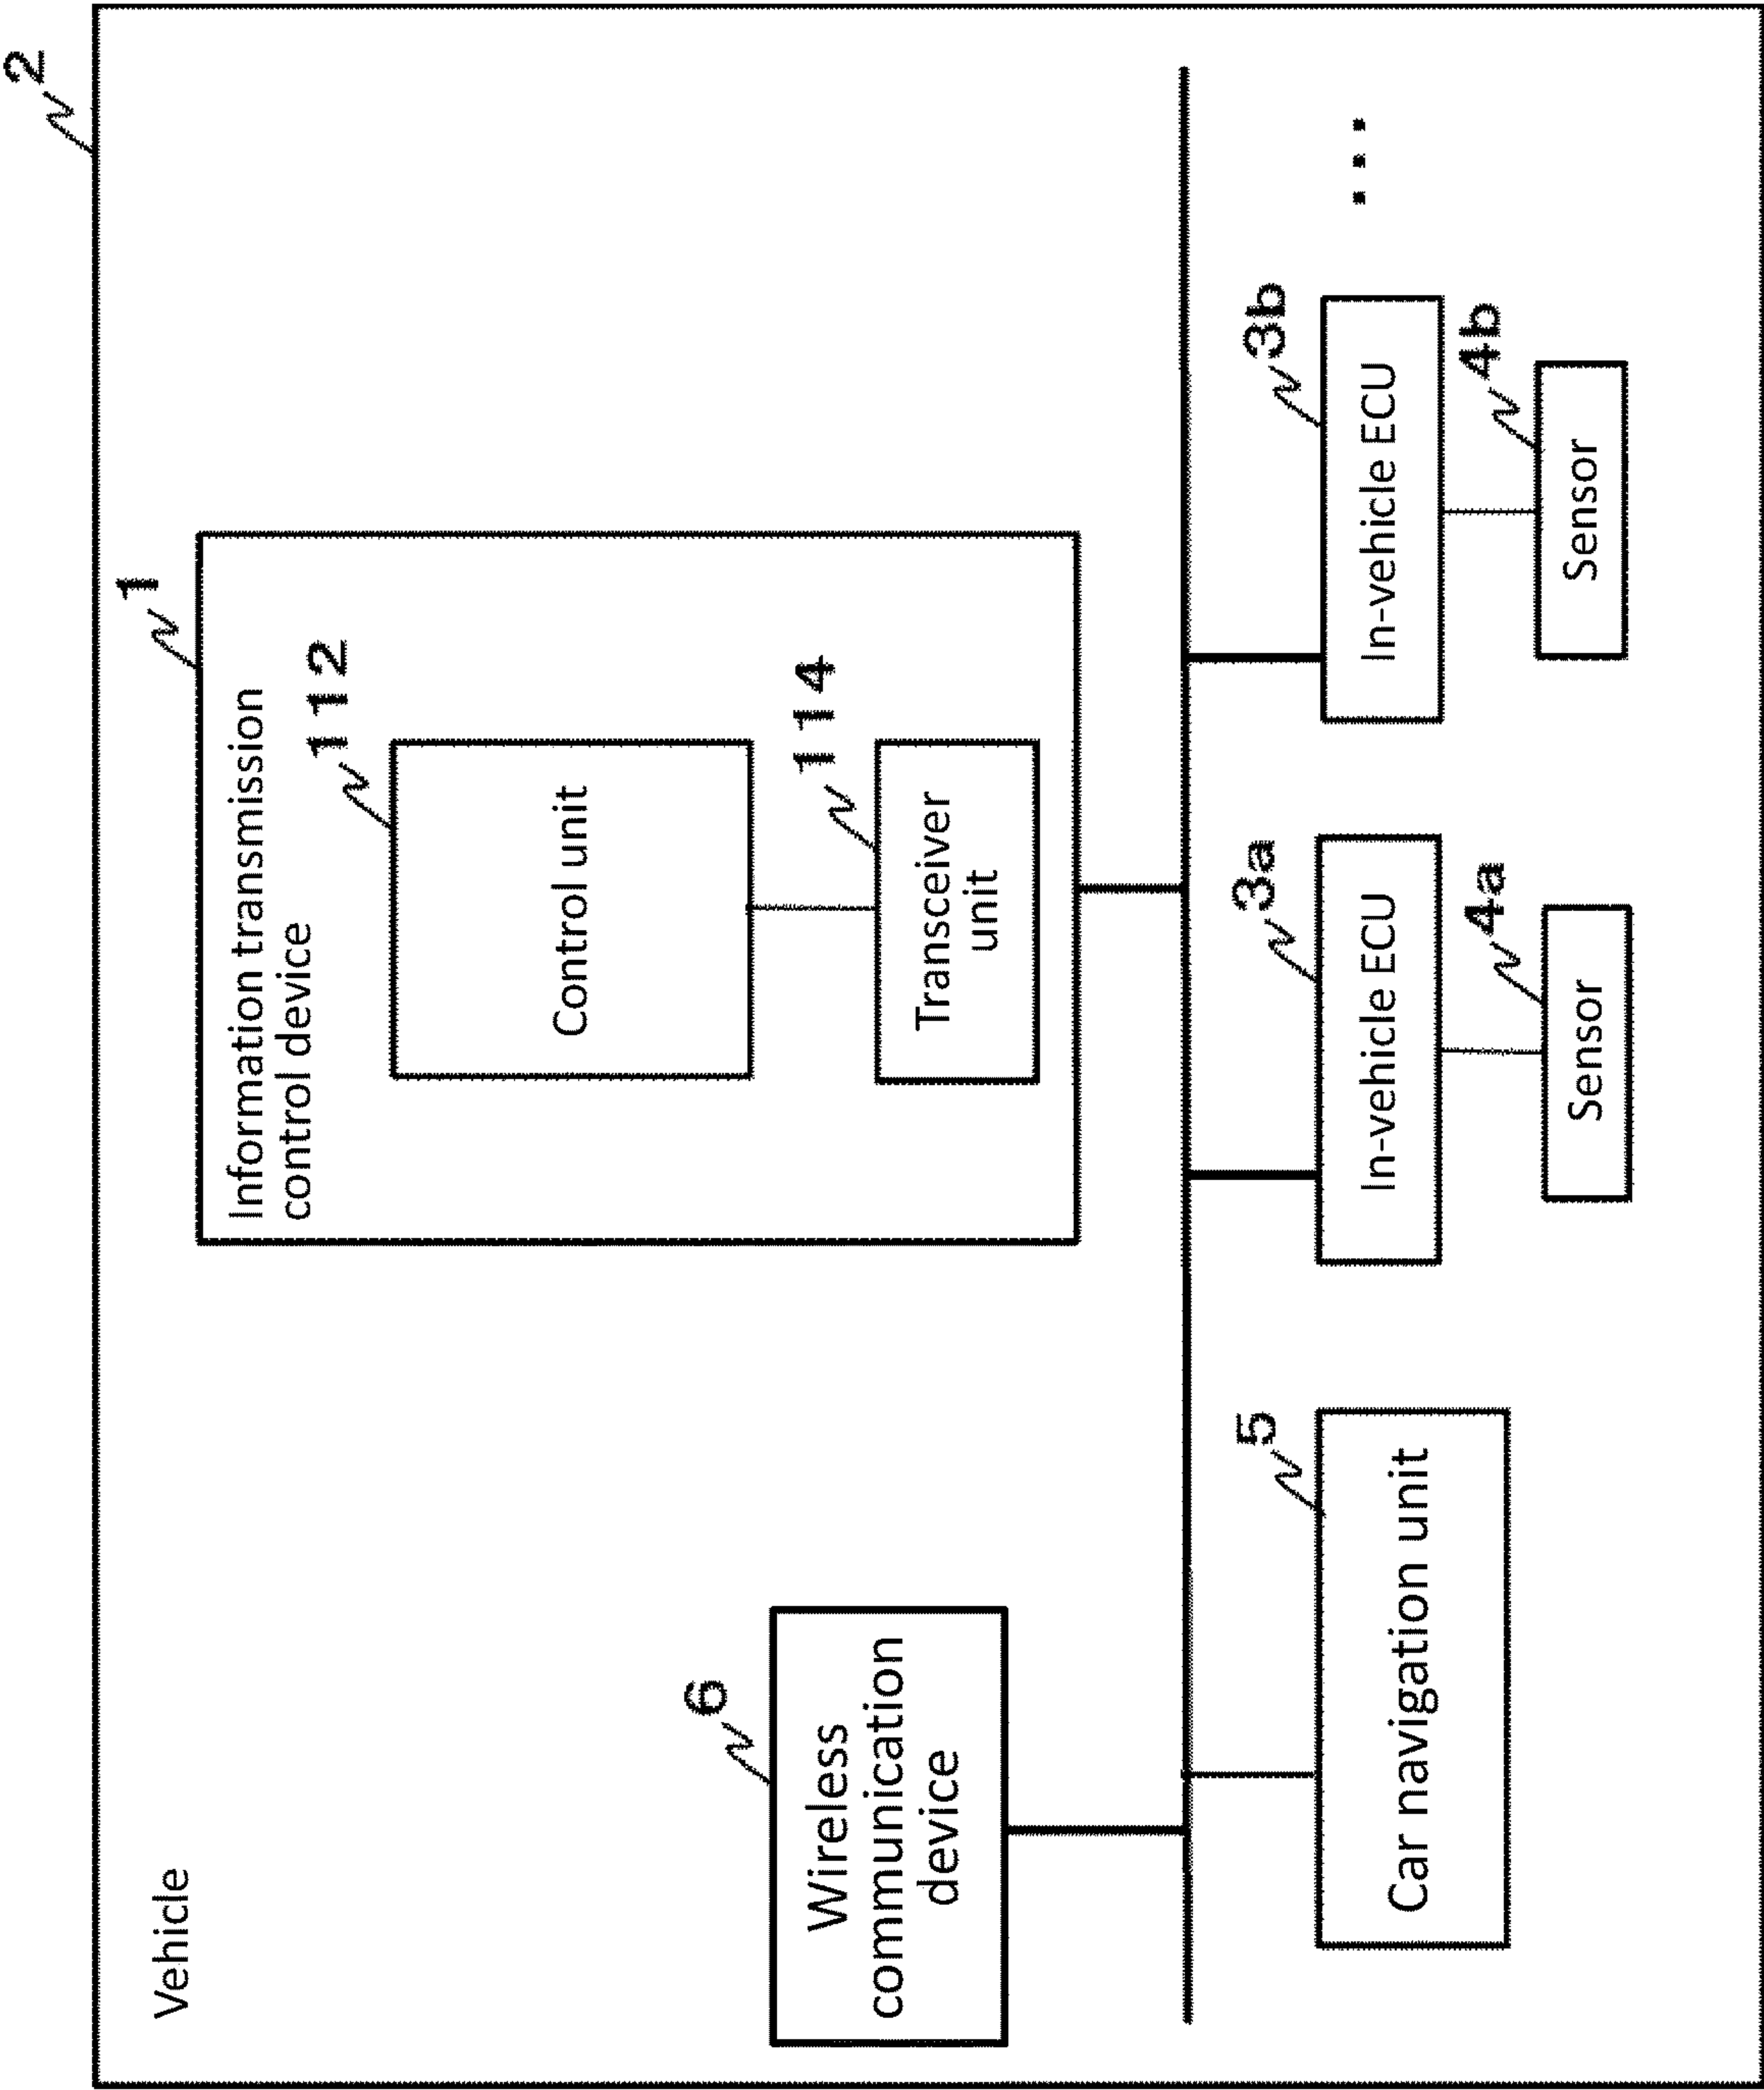 2
Vehicle
1
Information transmission
control device
112
Control unit
114
Transceiver
unit
6
Wireless
communication
device
5
Car navigation unit
3a
In-vehicle ECU
4a
Sensor
3b
In-vehicle ECU
4b
Sensor
...